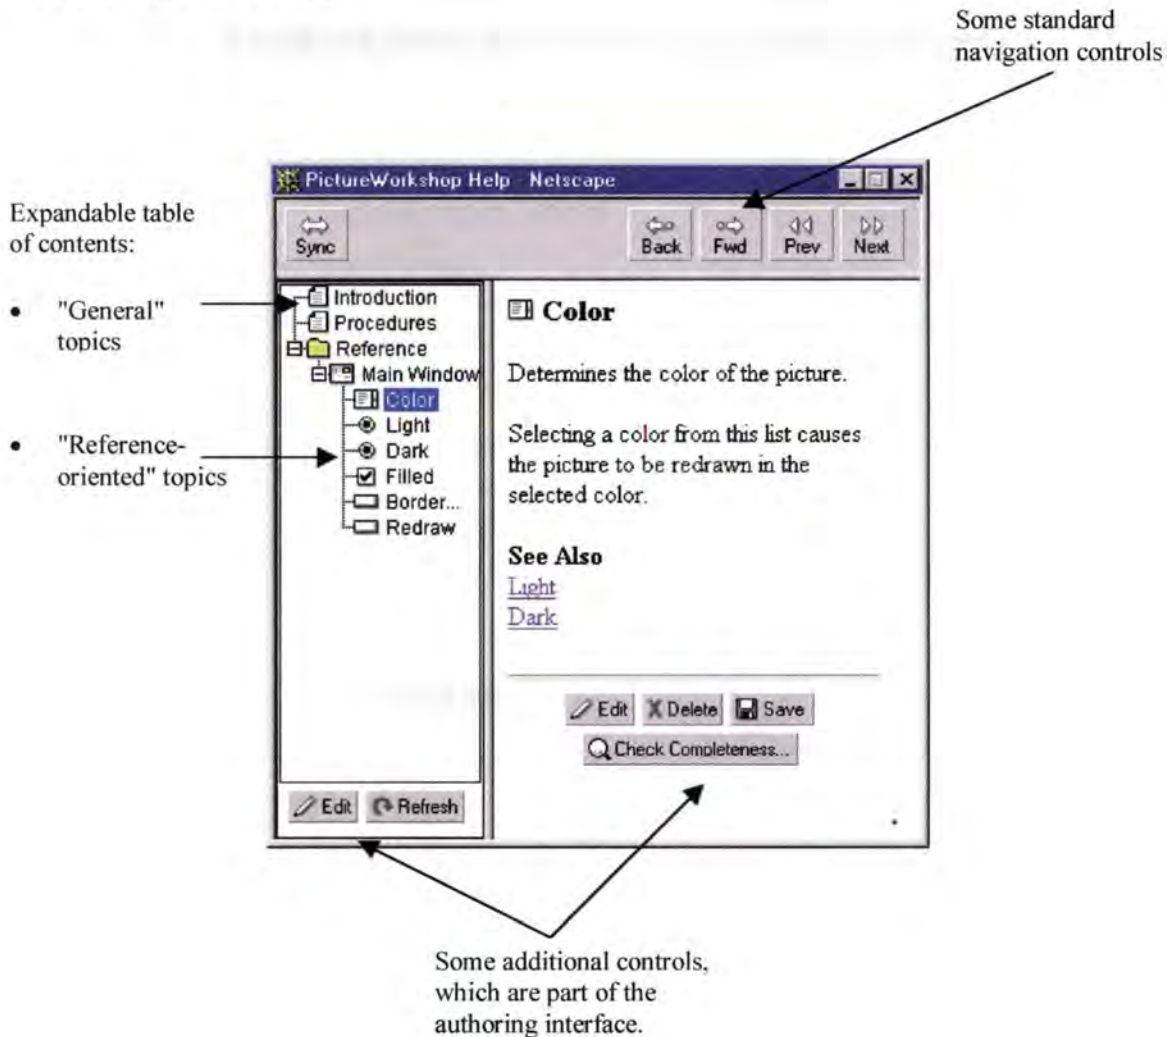 Some standard
navigation controls
Expandable table
of contents:
• "General"
topics
• "Reference-
oriented" topics
PictureWorkshop Help - Netscape
Sync
Back
Fwd
Prev
Next
Introduction
Procedures
Reference
Main Window
Color
Light
Dark
Filled
Border...
Redraw
Edit
Refresh
Color
Determines the color of the picture.
Selecting a color from this list causes
the picture to be redrawn in the
selected color.
See Also
Light
Dark
Edit
Delete
Save
Check Completeness...
Some additional controls,
which are part of the
authoring interface.